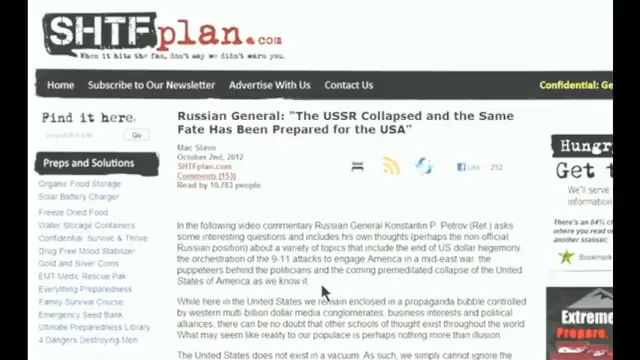 SHTFplan.com
When it hits the fan, don't say we didn't warn you.
Home Subscribe to Our Newsletter Advertise With Us Contact Us
Confidential: Ge
Find it here.
search the site
Go
Preps and Solutions
Organic Food Storage
Solar Battery Charger
Freeze Dried Food
Water Storage Containers
Confidential: Survive & Thrive
Drug Free Mood Stabilizer
Gold and Silver Coins
EMT Medic Rescue Pak
Everything Preparedness
Family Survival Course
Emergency Seed Bank
Ultimate Preparedness Library
4 Dangers Destroying Men
Russian General: "The USSR Collapsed and the Same
Fate Has Been Prepared for the USA"
Mac Slavo
October 2nd, 2012
SHTFplan.com
Comments (153)
Read by 10,783 people
Like 252
In the following video commentary Russian General Konstantin P. Petrov (Ret.) asks
some interesting questions and includes his own thoughts (perhaps the non-official
Russian position) about a variety of topics that include the end of US dollar hegemony,
the orchestration of the 9-11 attacks to engage America in a mid-east war, the
puppeteers behind the politicians and the coming premeditated collapse of the United
States of America as we know it.
While here in the United States we remain enclosed in a propaganda bubble controlled
by western multi-billion dollar media conglomerates, business interests and political
alliances, there can be no doubt that other schools of thought exist throughout the world.
What may seem like reality to our populace is perhaps nothing more than illusion.
The United States does not exist in a vacuum. As such, we simply cannot ignore the
Hungry
Get t
information
There's an 84% c
where you read o
another statistic.
Bookmark
Extreme
Prepare.